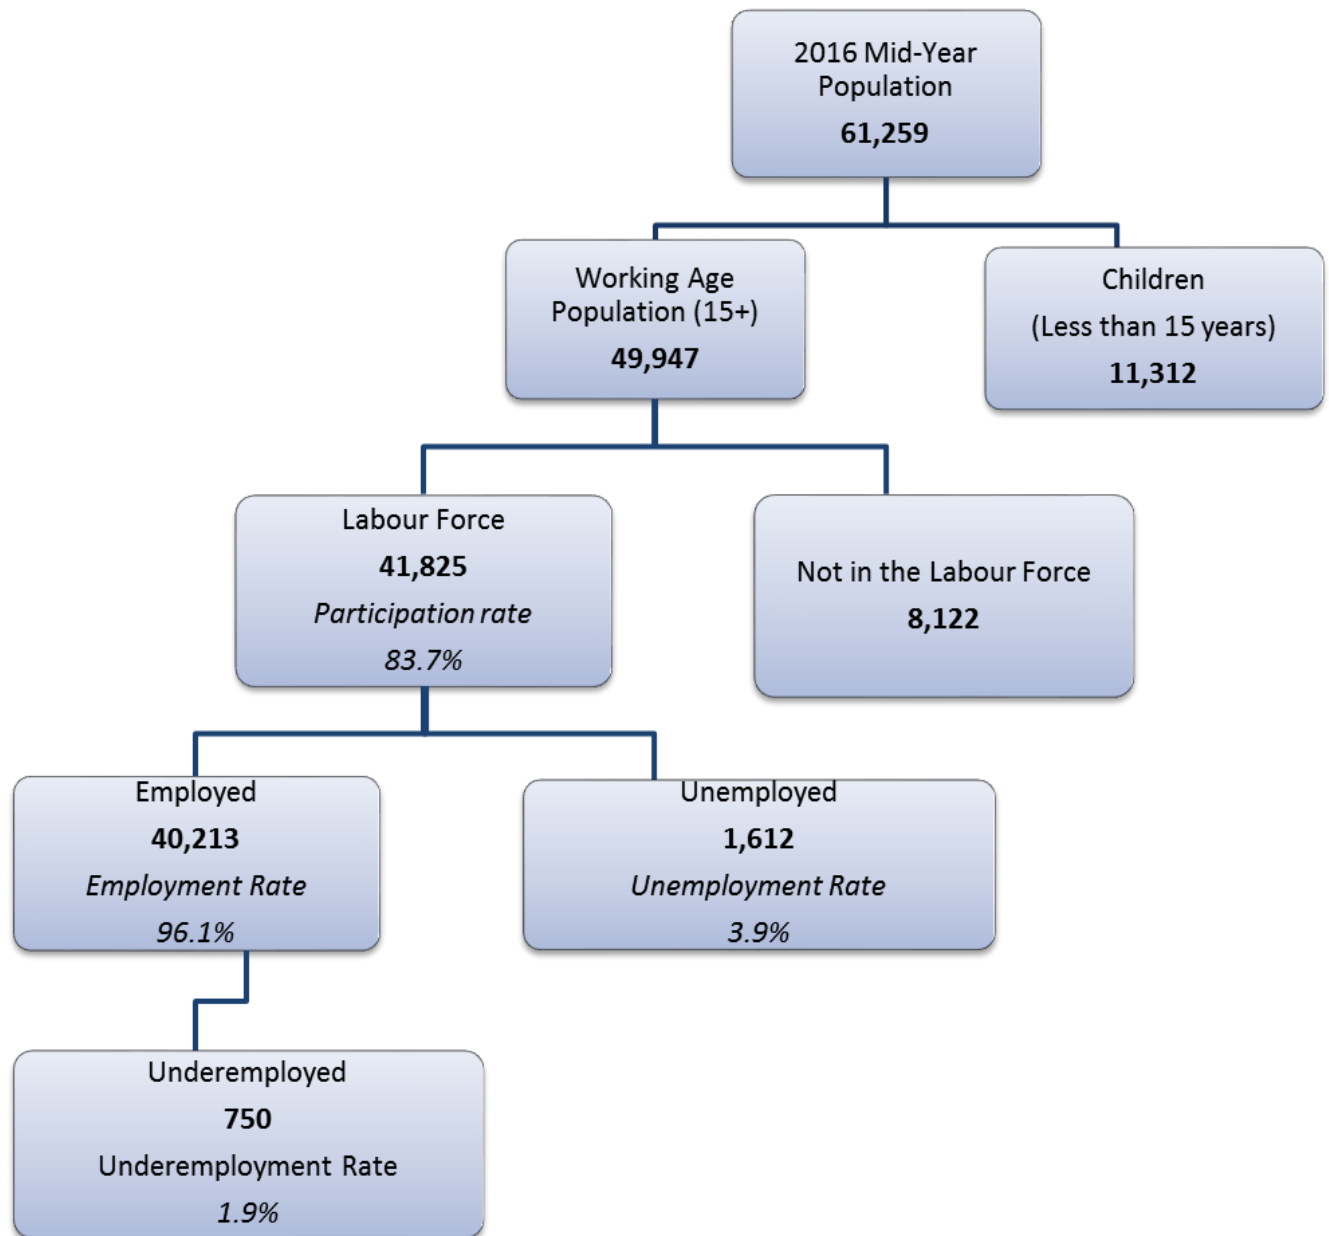 2016 Mid-Year
Population
61,259
Working Age
Population (15+)
49,947
Children
(Less than 15 years)
11,312
Labour Force
41,825
Participation rate
83.7%
Not in the Labour Force
8,122
Employed
40,213
Employment Rate
96.1%
Unemployed
1,612
Unemployment Rate
3.9%
Underemployed
750
Underemployment Rate
1.9%